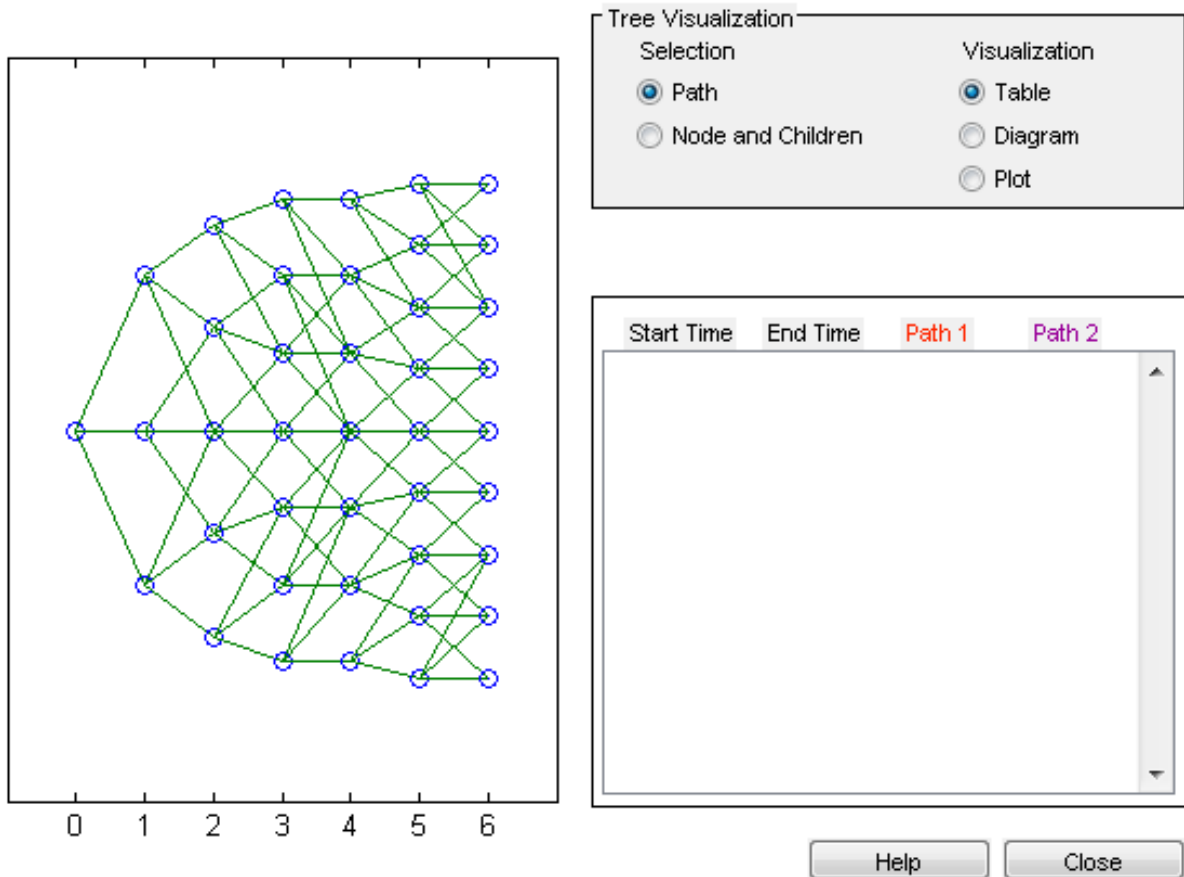 Tree Visualization
Selection
Visualization
Path
Table
Node and Children
Diagram
Plot
Start Time End Time Path 1 Path 2
0 1 2 3 4 5 6
Help
Close